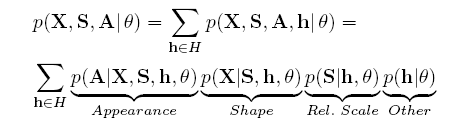 p(X, S, A| θ) = ∑_{h∈H} p(X, S, A, h| θ) =
∑_{h∈H} p(A|X, S, h, θ) p(X|S, h, θ) p(S|h, θ) p(h|θ)
Appearance Shape Rel. Scale Other